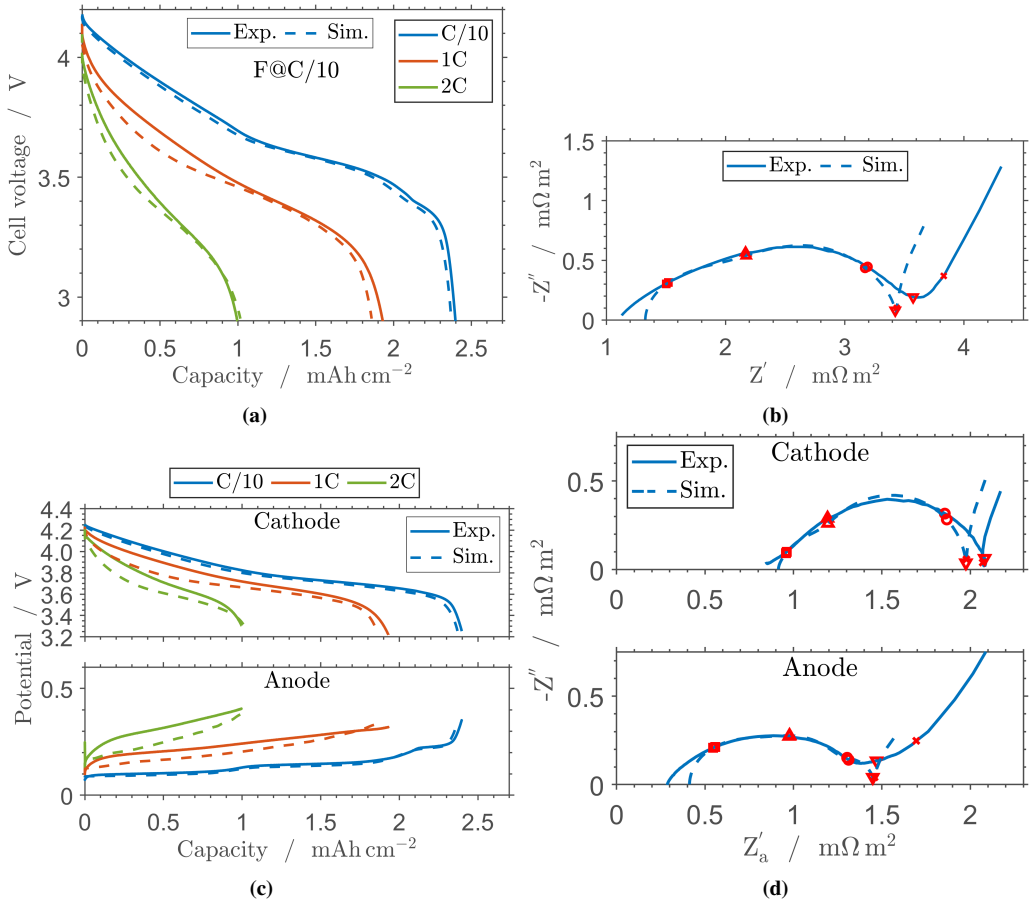 Exp. Sim.
F@C/10
C/10
1C
2C
Cell voltage / V
4
3.5
3
0 0.5 1 1.5 2 2.5
Capacity / mAh cm⁻²
(a)
Exp. Sim.
-Z'' / mΩ m²
1.5
1
0.5
0
1 2 3 4
Z' / mΩ m²
(b)
C/10 1C 2C
Cathode
Exp.
Sim.
4.4
4.2
4.0
3.8
3.6
3.4
3.2
Potential / V
Anode
0.5
0
0 0.5 1 1.5 2 2.5
Capacity / mAh cm⁻²
(c)
Cathode
Exp.
Sim.
0.5
0
0 0.5 1 1.5 2
-Z'' / mΩ m²
Anode
0.5
0
0 0.5 1 1.5 2
Z'ₐ / mΩ m²
(d)